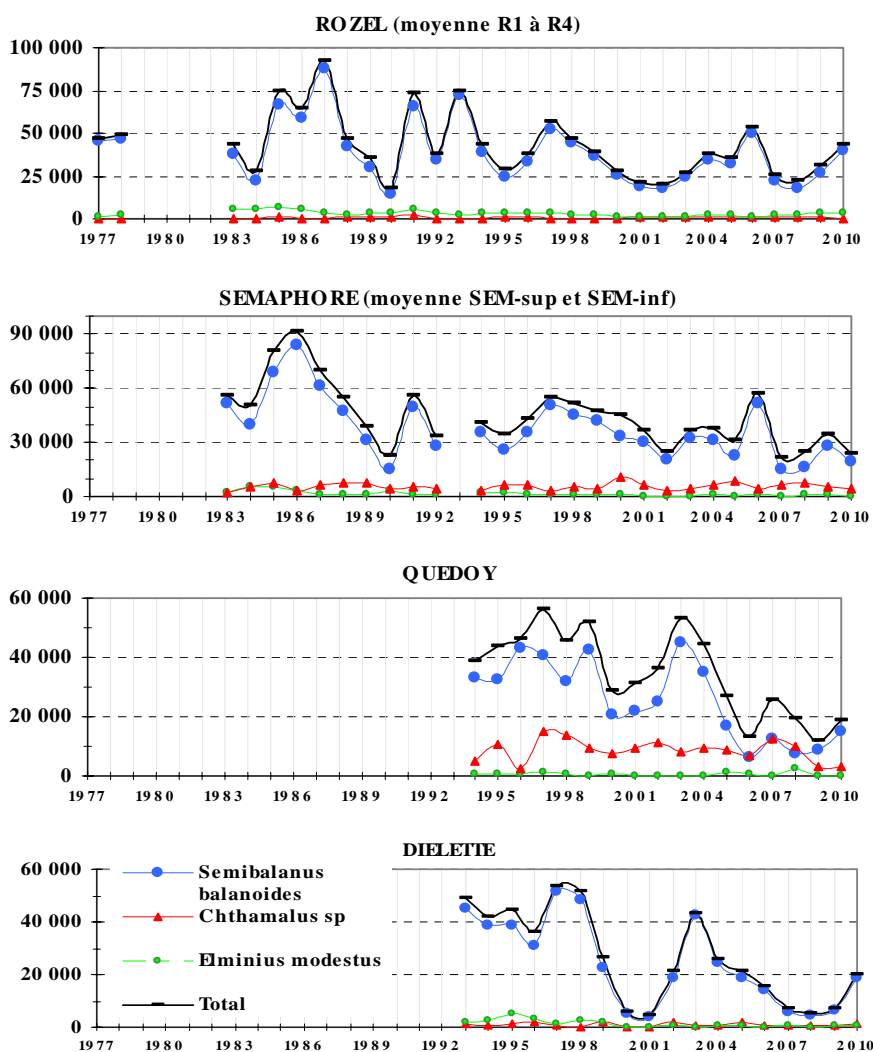 ROZEL (moyenne R1 à R4)
100 000
75 000
50 000
25 000
0
1977 1980 1983 1986 1989 1992 1995 1998 2001 2004 2007 2010
SEMAPHORE (moyenne SEM-sup et SEM-inf)
90 000
60 000
30 000
0
1977 1980 1983 1986 1989 1992 1995 1998 2001 2004 2007 2010
QUEDOY
60 000
40 000
20 000
0
1977 1980 1983 1986 1989 1992 1995 1998 2001 2004 2007 2010
DIELETTE
60 000
40 000
20 000
0
Semibalanus
balanoides
Chthamalus sp
Elminius modestus
Total
1977 1980 1983 1986 1989 1992 1995 1998 2001 2004 2007 2010